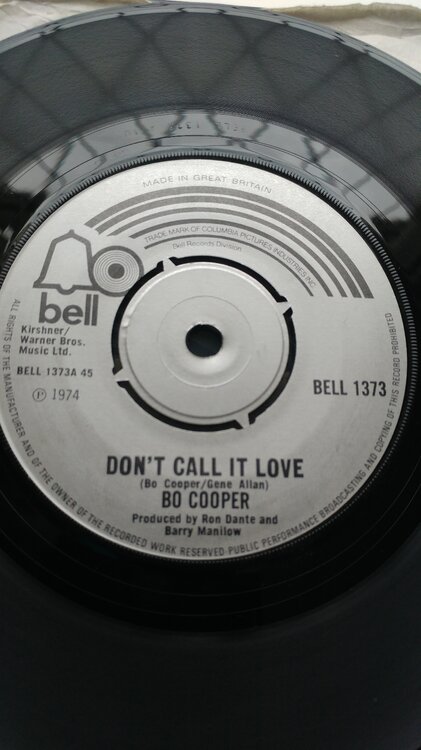 MADE IN GREAT BRITAIN
TRADE MARK OF COLUMBIA PICTURES INDUSTRIES INC.
Bell Records Division
bell
Kirshner/
Warner Bros.
Music Ltd.
BELL 1373A 45
Ⓟ 1974
BELL 1373
DON'T CALL IT LOVE
(Bo Cooper/Gene Allan)
BO COOPER
Produced by Ron Dante and
Barry Manilow
ALL RIGHTS OF THE MANUFACTURER AND OF THE OWNER OF THE RECORDED WORK RESERVED PUBLIC PERFORMANCE BROADCASTING AND COPYING OF THIS RECORD PROHIBITED